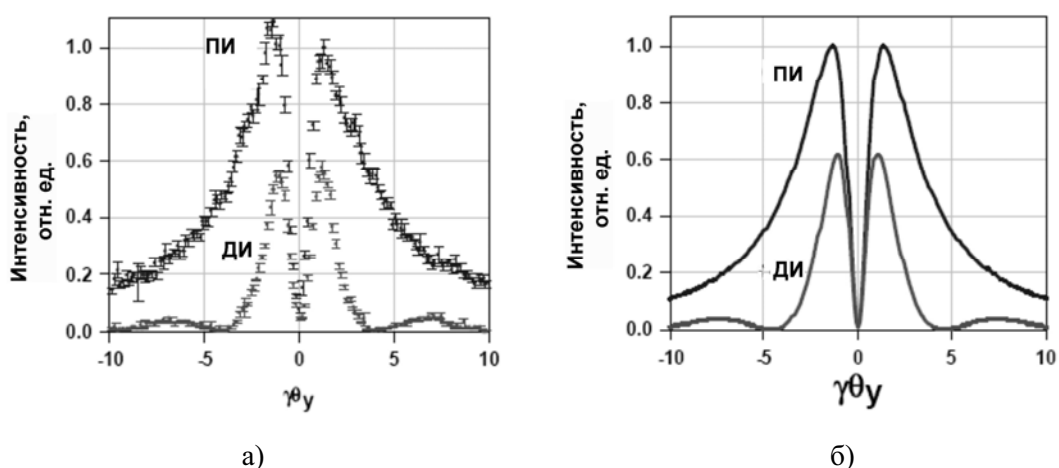 Интенсивность,
отн. ед.
1.0
0.8
0.6
0.4
0.2
0.0
ПИ
ДИ
-10 -5 0 5 10
γθy
а)
Интенсивность,
отн. ед.
1.0
0.8
0.6
0.4
0.2
0.0
ПИ
ДИ
-10 -5 0 5 10
γθy
б)